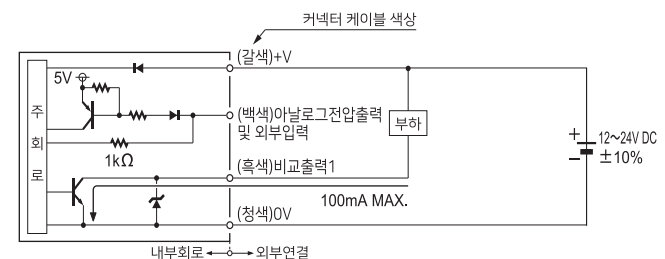 커넥터 케이블 색상
(갈색)+V
5V
주회로
(백색)아날로그전압출력
및 외부입력
부하
1kΩ
12~24V DC
±10%
+
−
(흑색)비교출력1
100mA MAX.
(청색)0V
내부회로
외부연결